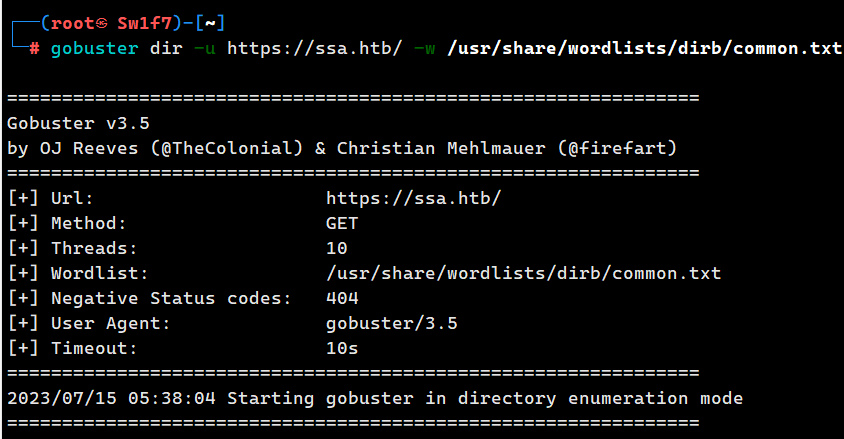 ┌──(root㉿Sw1f7)-[~]
└─# gobuster dir -u https://ssa.htb/ -w /usr/share/wordlists/dirb/common.txt
===============================================================
Gobuster v3.5
by OJ Reeves (@TheColonial) & Christian Mehlmauer (@firefart)
===============================================================
[+] Url:                     https://ssa.htb/
[+] Method:                  GET
[+] Threads:                 10
[+] Wordlist:                /usr/share/wordlists/dirb/common.txt
[+] Negative Status codes:   404
[+] User Agent:              gobuster/3.5
[+] Timeout:                 10s
===============================================================
2023/07/15 05:38:04 Starting gobuster in directory enumeration mode
===============================================================